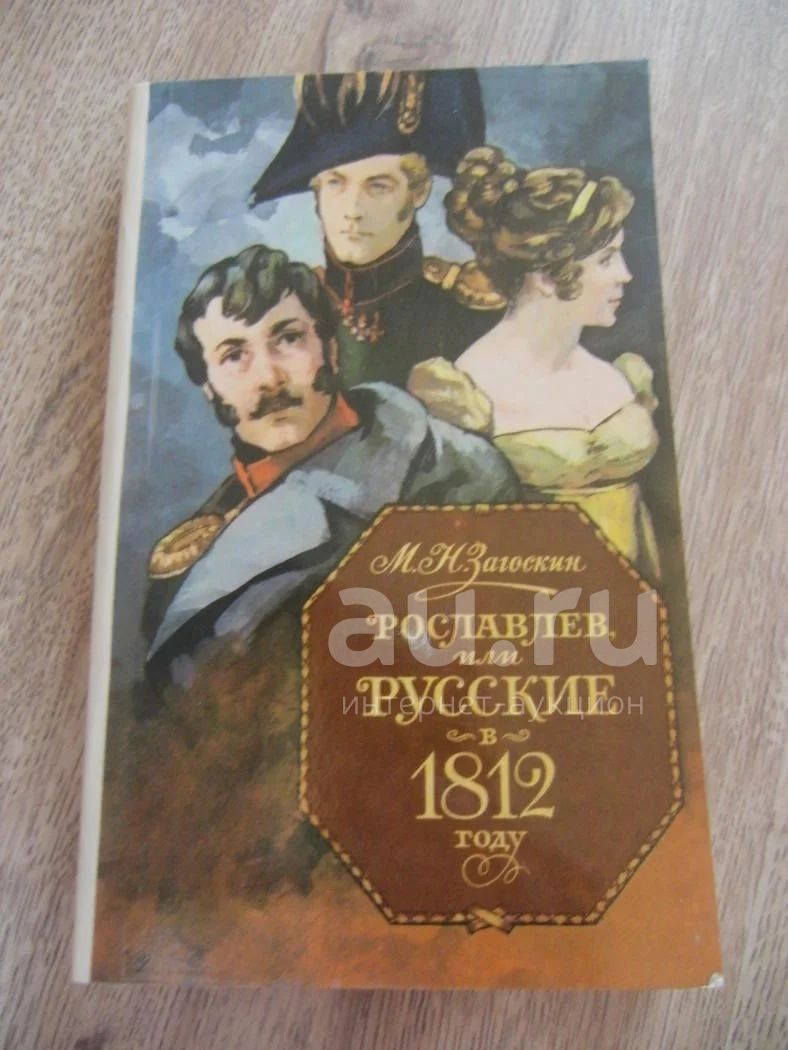 М.Н.Загоскин
РОСЛАВЛЕВ,
или
РУССКИЕ
в
1812
году
au.ru
интернет-аукцион